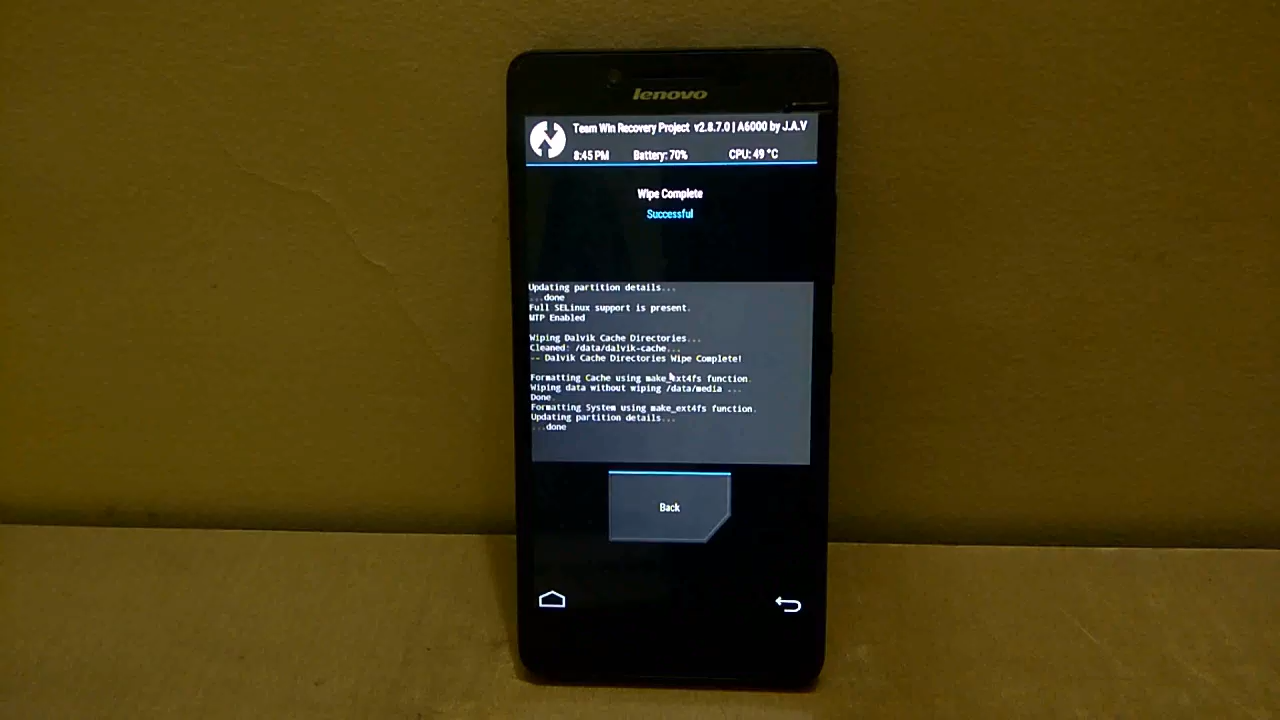 lenovo
Team Win Recovery Project v2.8.7.0 | A6000 by J.A.V
8:45 PM Battery: 70% CPU: 49 °C
Wipe Complete
Successful
Updating partition details...
...done
Full SELinux support is present.
MTP Enabled
Wiping Dalvik Cache Directories...
Cleaned: /data/dalvik-cache...
-- Dalvik Cache Directories Wipe Complete!
Formatting Cache using make_ext4fs function.
Wiping data without wiping /data/media ...
Done.
Formatting System using make_ext4fs function.
Updating partition details...
...done
Back